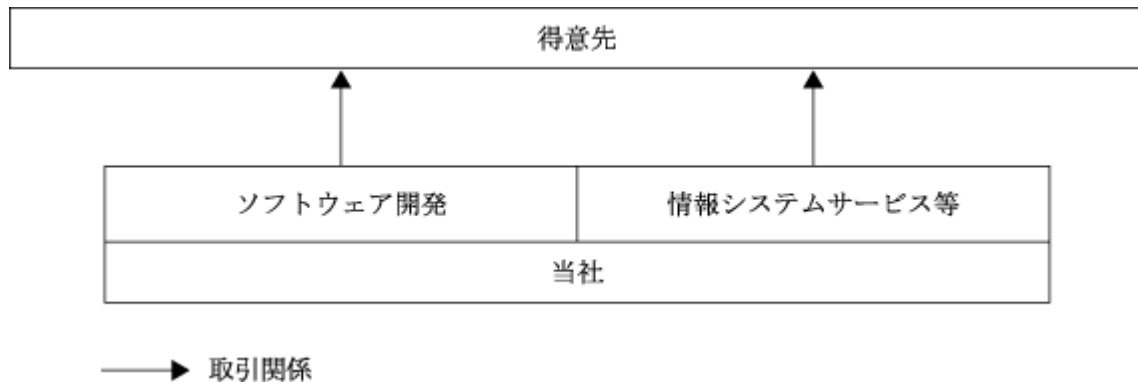 得意先
ソフトウェア開発
情報システムサービス等
当社
取引関係